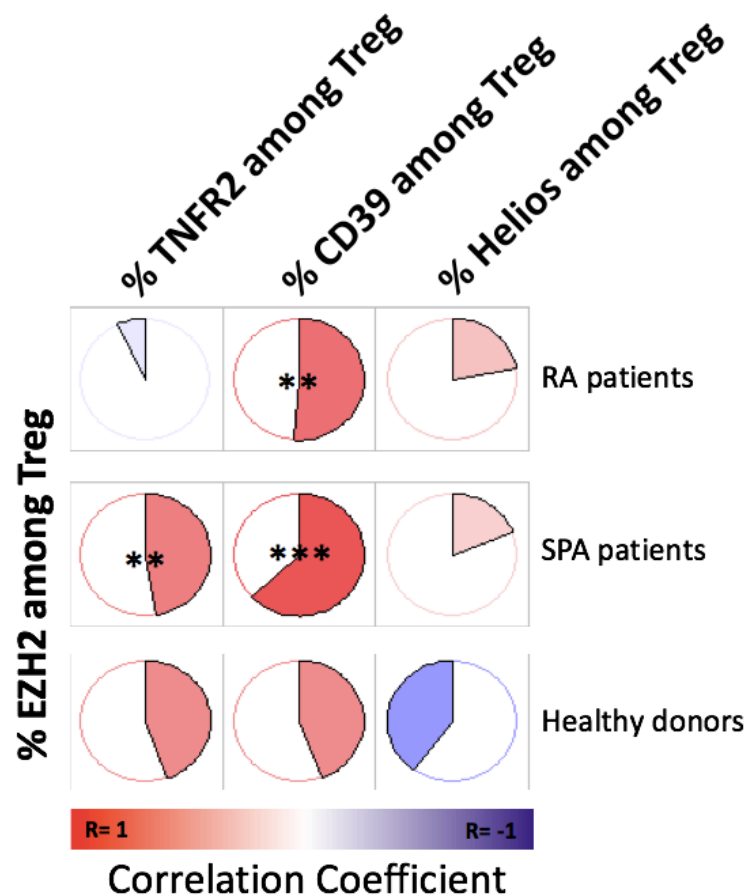 % TNFR2 among Treg
% CD39 among Treg
% Helios among Treg
% EZH2 among Treg
**
RA patients
**
***
SPA patients
Healthy donors
R= 1
R= -1
Correlation Coefficient